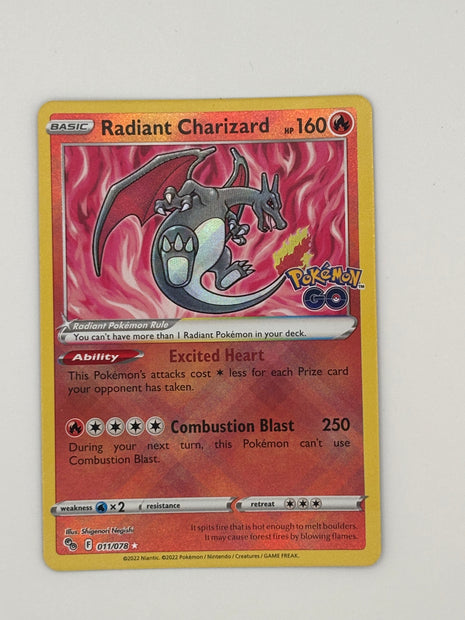 BASIC Radiant Charizard HP 160
POKÉMON™
GO
Radiant Pokémon Rule
You can't have more than 1 Radiant Pokémon in your deck.
Ability Excited Heart
This Pokémon's attacks cost less for each Prize card
your opponent has taken.
Combustion Blast 250
During your next turn, this Pokémon can't use
Combustion Blast.
weakness ×2 resistance retreat
Illus. Shigenori Negishi
F 011/078
It spits fire that is hot enough to melt boulders.
It may cause forest fires by blowing flames.
©2022 Niantic. ©2022 Pokémon / Nintendo / Creatures / GAME FREAK.